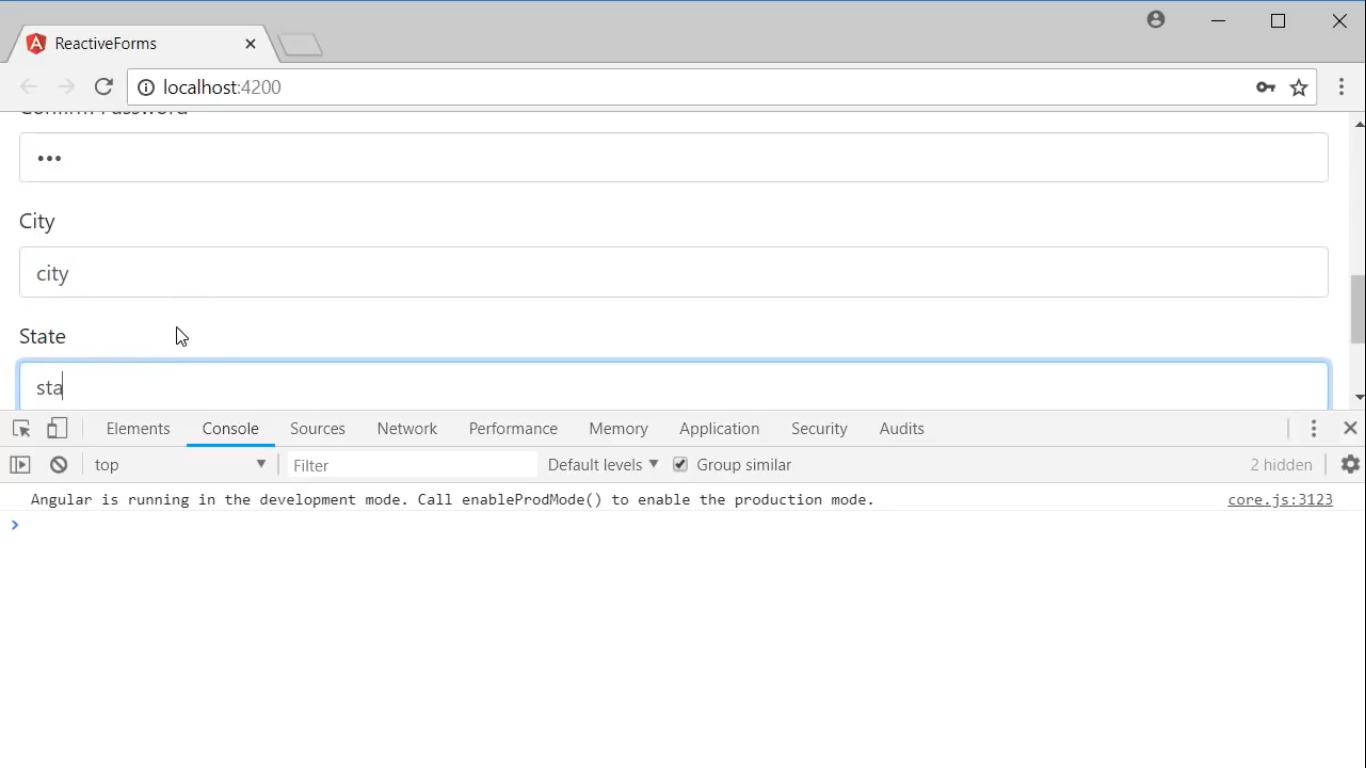 ReactiveForms
localhost:4200
Confirm Password
•••
City
city
State
sta
Elements Console Sources Network Performance Memory Application Security Audits
top Filter Default levels Group similar 2 hidden
Angular is running in the development mode. Call enableProdMode() to enable the production mode. core.js:3123